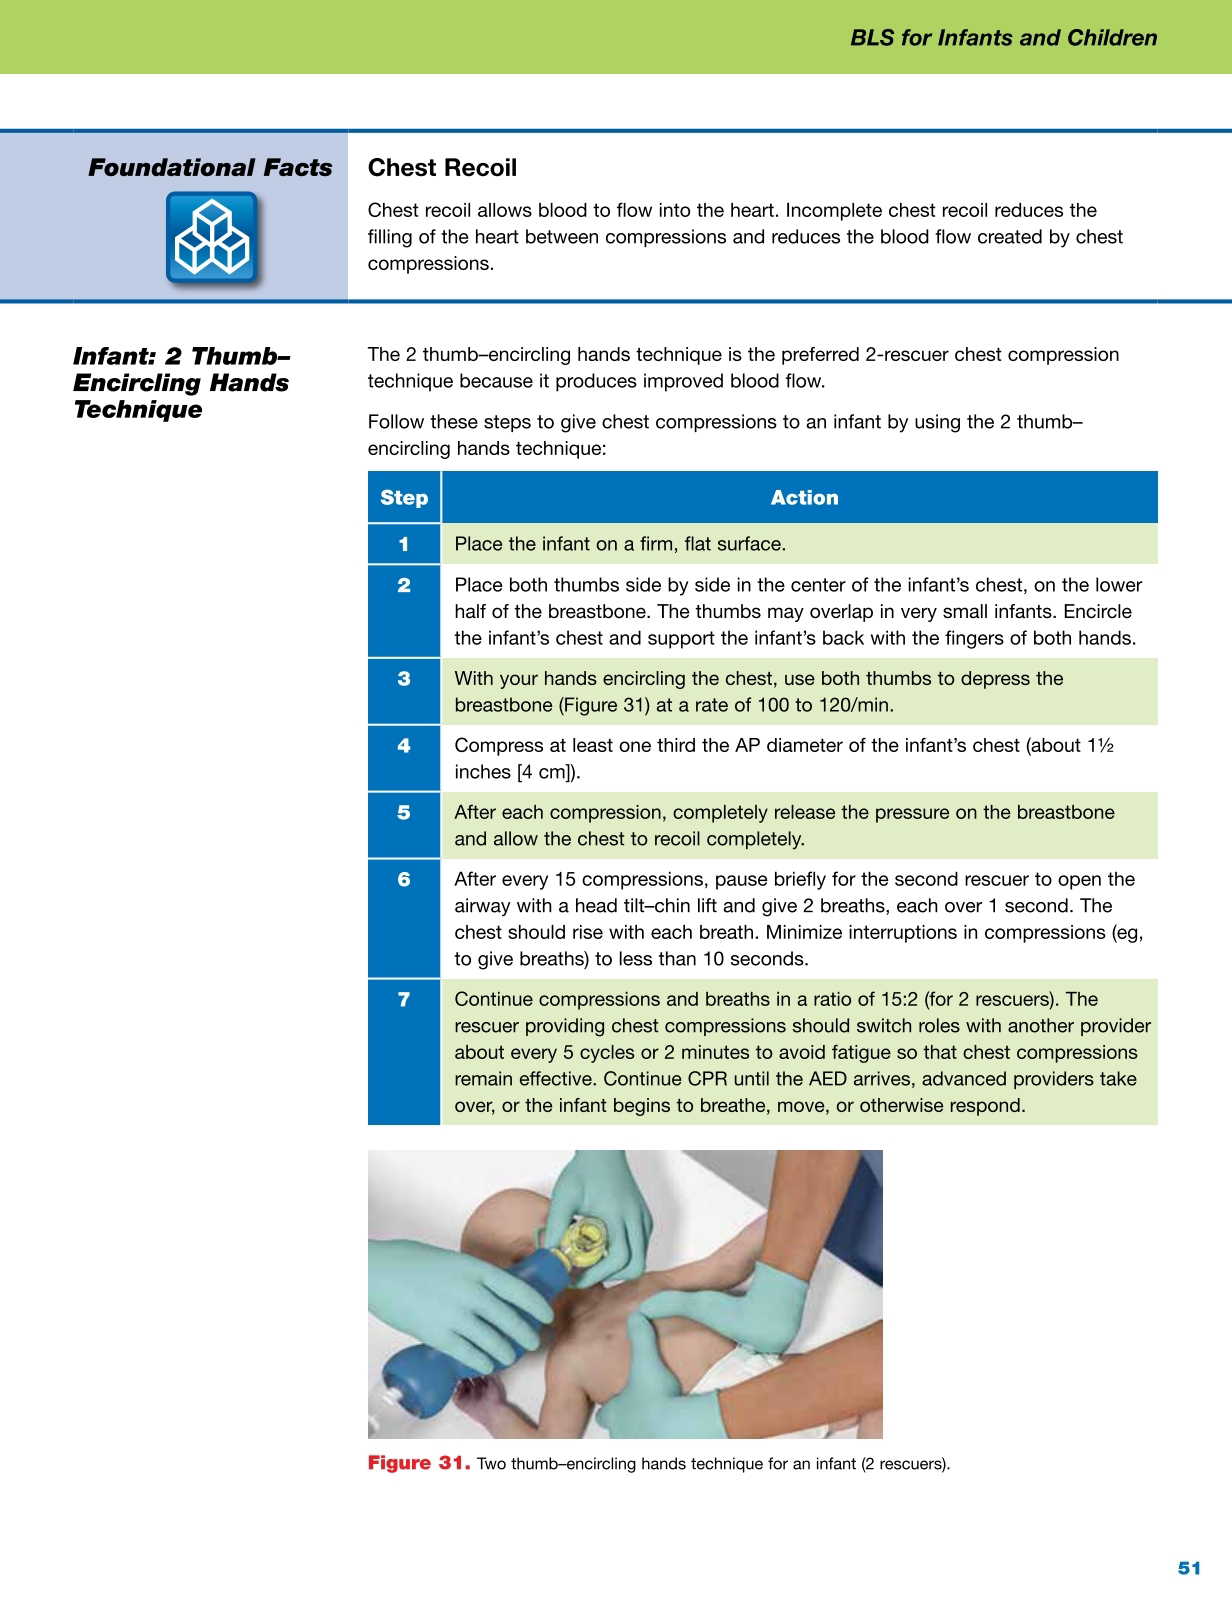 BLS for Infants and Children
Foundational Facts
Chest Recoil
Chest recoil allows blood to flow into the heart. Incomplete chest recoil reduces the
filling of the heart between compressions and reduces the blood flow created by chest
compressions.
Infant: 2 Thumb–
Encircling Hands
Technique
The 2 thumb–encircling hands technique is the preferred 2-rescuer chest compression
technique because it produces improved blood flow.
Follow these steps to give chest compressions to an infant by using the 2 thumb–
encircling hands technique:
Step Action
1 Place the infant on a firm, flat surface.
2 Place both thumbs side by side in the center of the infant’s chest, on the lower
half of the breastbone. The thumbs may overlap in very small infants. Encircle
the infant’s chest and support the infant’s back with the fingers of both hands.
3 With your hands encircling the chest, use both thumbs to depress the
breastbone (Figure 31) at a rate of 100 to 120/min.
4 Compress at least one third the AP diameter of the infant’s chest (about 1½
inches [4 cm]).
5 After each compression, completely release the pressure on the breastbone
and allow the chest to recoil completely.
6 After every 15 compressions, pause briefly for the second rescuer to open the
airway with a head tilt–chin lift and give 2 breaths, each over 1 second. The
chest should rise with each breath. Minimize interruptions in compressions (eg,
to give breaths) to less than 10 seconds.
7 Continue compressions and breaths in a ratio of 15:2 (for 2 rescuers). The
rescuer providing chest compressions should switch roles with another provider
about every 5 cycles or 2 minutes to avoid fatigue so that chest compressions
remain effective. Continue CPR until the AED arrives, advanced providers take
over, or the infant begins to breathe, move, or otherwise respond.
Figure 31. Two thumb–encircling hands technique for an infant (2 rescuers).
51